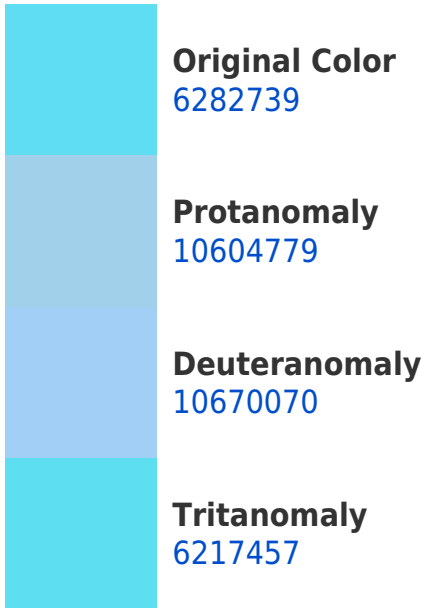 Original Color
6282739
Protanomaly
10604779
Deuteranomaly
10670070
Tritanomaly
6217457